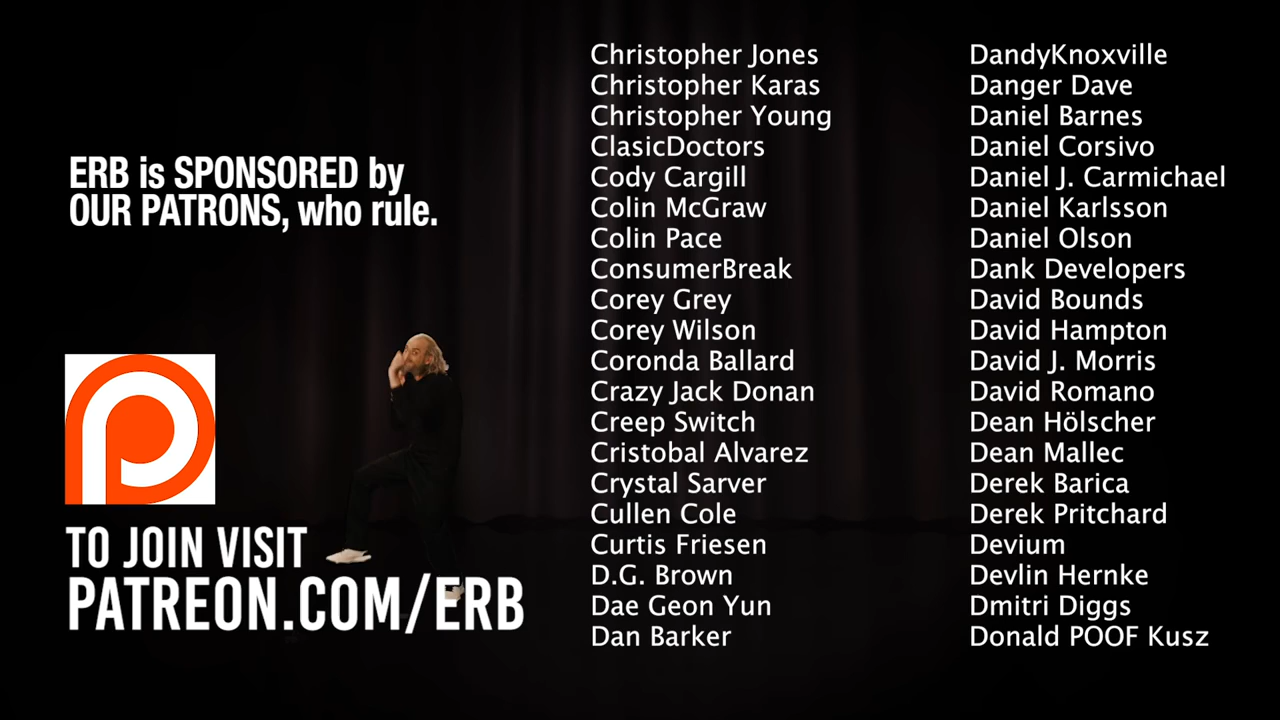 ERB is SPONSORED by
OUR PATRONS, who rule.
TO JOIN VISIT
PATREON.COM/ERB
Christopher Jones
Christopher Karas
Christopher Young
ClasicDoctors
Cody Cargill
Colin McGraw
Colin Pace
ConsumerBreak
Corey Grey
Corey Wilson
Coronda Ballard
Crazy Jack Donan
Creep Switch
Cristobal Alvarez
Crystal Sarver
Cullen Cole
Curtis Friesen
D.G. Brown
Dae Geon Yun
Dan Barker
DandyKnoxville
Danger Dave
Daniel Barnes
Daniel Corsivo
Daniel J. Carmichael
Daniel Karlsson
Daniel Olson
Dank Developers
David Bounds
David Hampton
David J. Morris
David Romano
Dean Hölscher
Dean Mallec
Derek Barica
Derek Pritchard
Devium
Devlin Hernke
Dmitri Diggs
Donald POOF Kusz